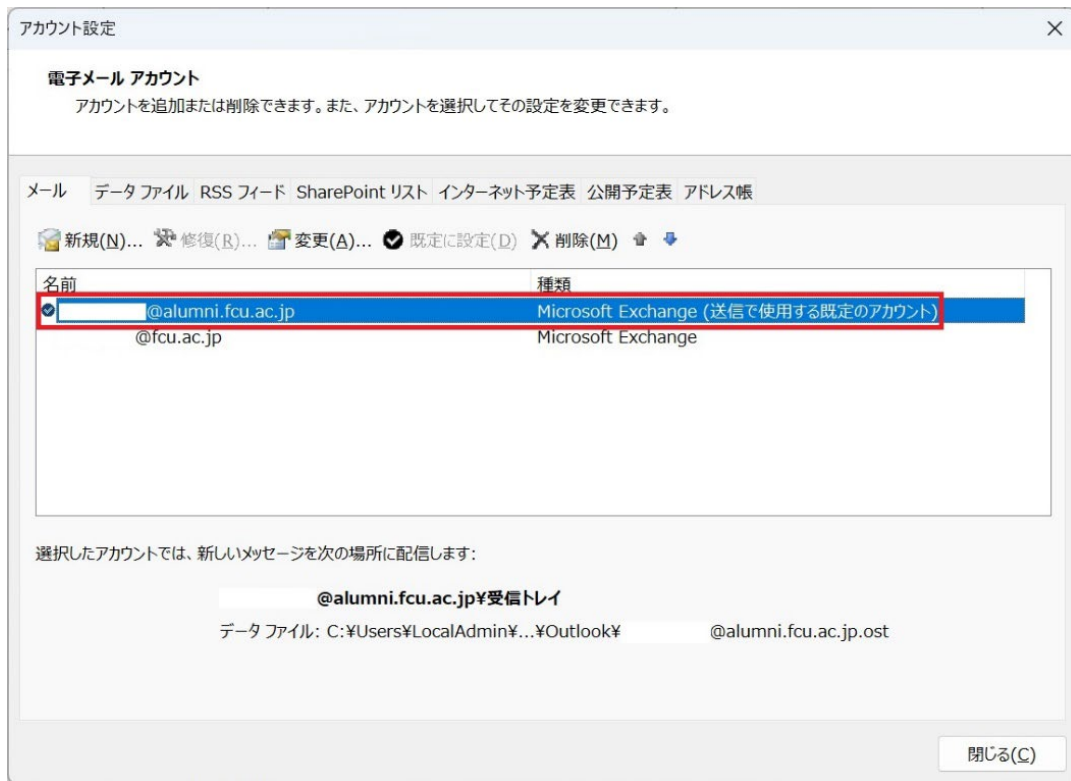 アカウント設定
電子メール アカウント
アカウントを追加または削除できます。また、アカウントを選択してその設定を変更できます。
メール データ ファイル RSS フィード SharePoint リスト インターネット予定表 公開予定表 アドレス帳
新規(N)... 修復(R)... 変更(A)... 既定に設定(D) 削除(M)
名前 種類
@alumni.fcu.ac.jp Microsoft Exchange (送信で使用する既定のアカウント)
@fcu.ac.jp Microsoft Exchange
選択したアカウントでは、新しいメッセージを次の場所に配信します:
@alumni.fcu.ac.jp¥受信トレイ
データ ファイル: C:¥Users¥LocalAdmin¥...¥Outlook¥ @alumni.fcu.ac.jp.ost
閉じる(C)